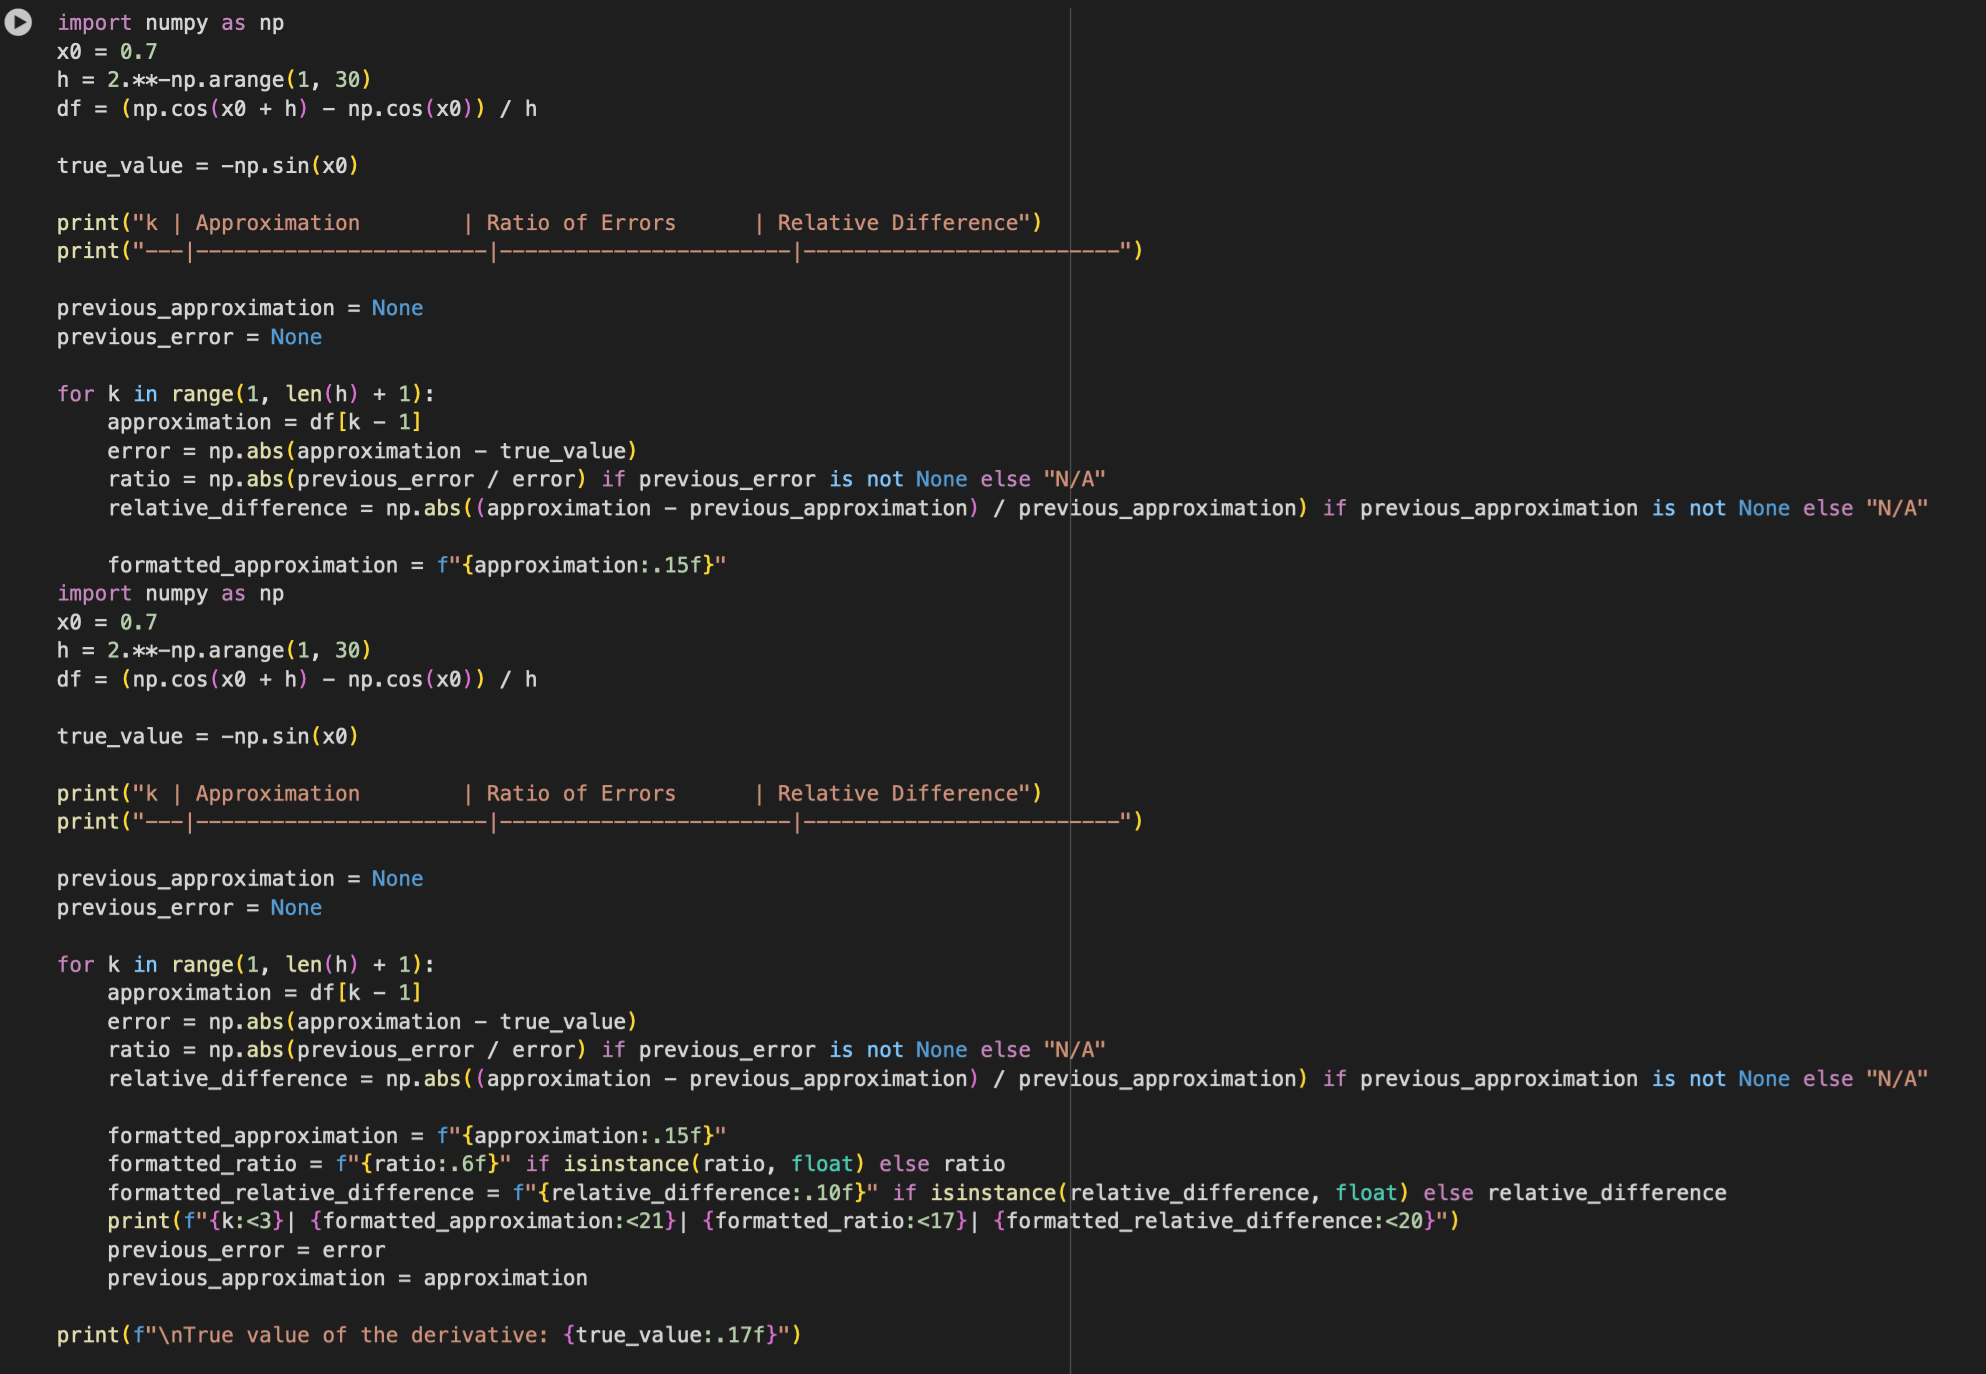 import numpy as np
x0 = 0.7
h = 2.**-np.arange(1, 30)
df = (np.cos(x0 + h) - np.cos(x0)) / h

true_value = -np.sin(x0)

print("k | Approximation        | Ratio of Errors      | Relative Difference")
print("---|-----------------------|-----------------------|-------------------------")

previous_approximation = None
previous_error = None

for k in range(1, len(h) + 1):
    approximation = df[k - 1]
    error = np.abs(approximation - true_value)
    ratio = np.abs(previous_error / error) if previous_error is not None else "N/A"
    relative_difference = np.abs((approximation - previous_approximation) / previous_approximation) if previous_approximation is not None else "N/A"

    formatted_approximation = f"{approximation:.15f}"
import numpy as np
x0 = 0.7
h = 2.**-np.arange(1, 30)
df = (np.cos(x0 + h) - np.cos(x0)) / h

true_value = -np.sin(x0)

print("k | Approximation        | Ratio of Errors      | Relative Difference")
print("---|-----------------------|-----------------------|-------------------------")

previous_approximation = None
previous_error = None

for k in range(1, len(h) + 1):
    approximation = df[k - 1]
    error = np.abs(approximation - true_value)
    ratio = np.abs(previous_error / error) if previous_error is not None else "N/A"
    relative_difference = np.abs((approximation - previous_approximation) / previous_approximation) if previous_approximation is not None else "N/A"

    formatted_approximation = f"{approximation:.15f}"
    formatted_ratio = f"{ratio:.6f}" if isinstance(ratio, float) else ratio
    formatted_relative_difference = f"{relative_difference:.10f}" if isinstance(relative_difference, float) else relative_difference
    print(f"{k:<3}| {formatted_approximation:<21}| {formatted_ratio:<17}| {formatted_relative_difference:<20}")
    previous_error = error
    previous_approximation = approximation

print(f"\nTrue value of the derivative: {true_value:.17f}")